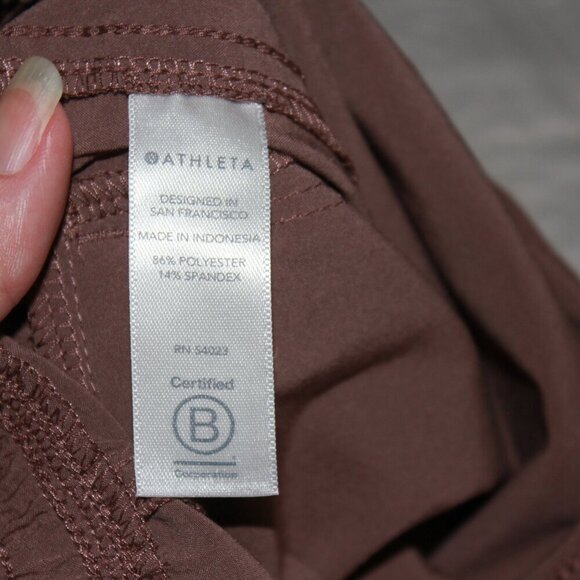 ATHLETA
DESIGNED IN
SAN FRANCISCO
MADE IN INDONESIA
86% POLYESTER
14% SPANDEX
RN 54023
Certified
B
Corporation